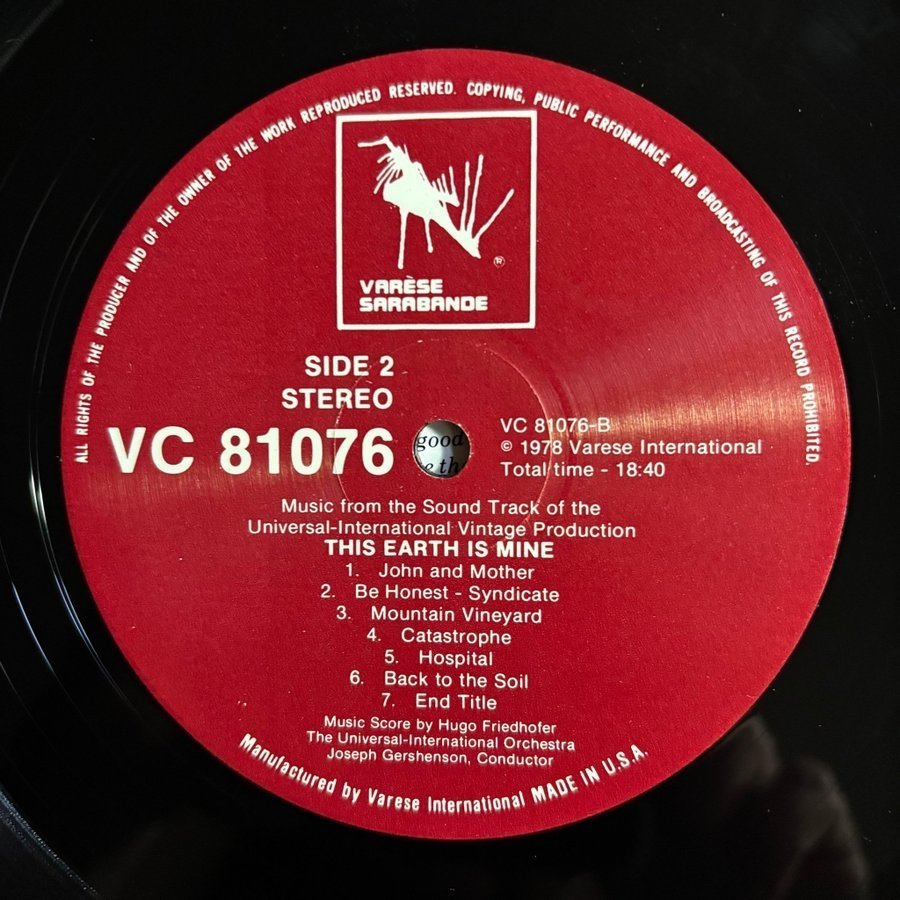 ALL RIGHTS OF THE PRODUCER AND OF THE OWNER OF THE WORK REPRODUCED RESERVED. COPYING, PUBLIC PERFORMANCE AND BROADCASTING OF THIS RECORD PROHIBITED.
®
VARÈSE
SARABANDE
SIDE 2
STEREO
VC 81076
VC 81076-B
© 1978 Varese International
Total time - 18:40
good
e th
Music from the Sound Track of the
Universal-International Vintage Production
THIS EARTH IS MINE
1. John and Mother
2. Be Honest - Syndicate
3. Mountain Vineyard
4. Catastrophe
5. Hospital
6. Back to the Soil
7. End Title
Music Score by Hugo Friedhofer
The Universal-International Orchestra
Joseph Gershenson, Conductor
Manufactured by Varese International MADE IN U.S.A.